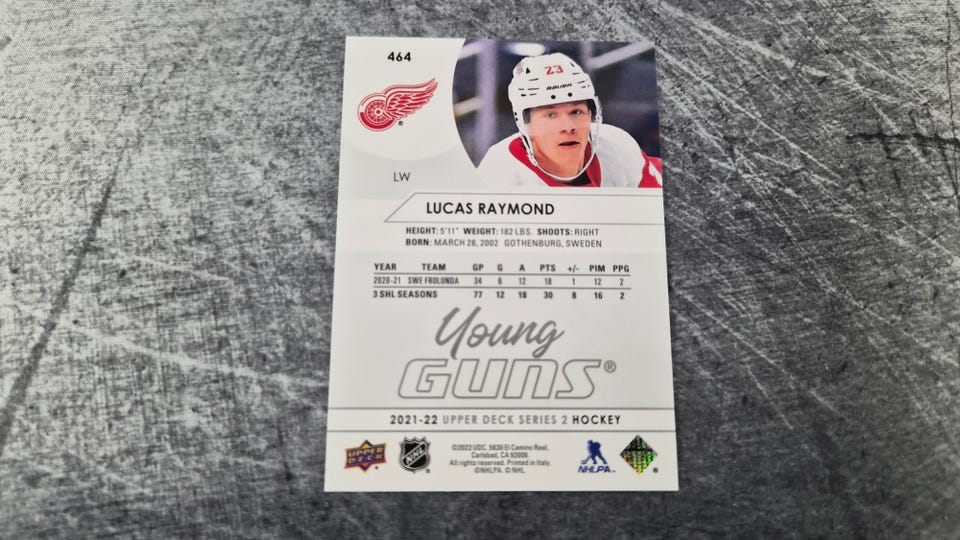 464
23
BAUER
LW
LUCAS RAYMOND
HEIGHT: 5'11" WEIGHT: 182 LBS. SHOOTS: RIGHT
BORN: MARCH 28, 2002 GOTHENBURG, SWEDEN
YEAR TEAM GP G A PTS +/- PIM PPG
2020-21 SWE FROLUNDA 34 6 12 18 1 12 2
3 SHL SEASONS 77 12 18 30 8 16 2
Young
GUNS®
2021-22 UPPER DECK SERIES 2 HOCKEY
UPPER DECK
NHL
©2022 UDC. 5830 El Camino Real,
Carlsbad, CA 92008.
All rights reserved. Printed in Italy.
©NHLPA. © NHL.
NHLPA